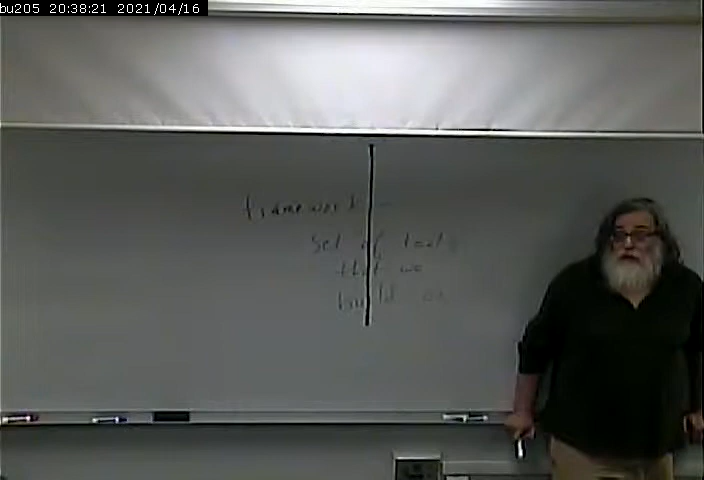 bu205 20:38:21 2021/04/16
framework -
set of tools
that we
build on